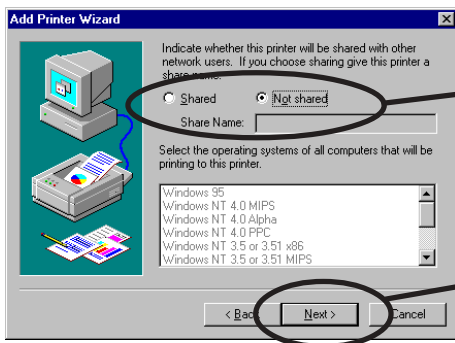 Add Printer Wizard
Indicate whether this printer will be shared with other
network users. If you choose sharing give this printer a
share name.
Shared
Not shared
Share Name:
Select the operating systems of all computers that will be
printing to this printer.
Windows 95
Windows NT 4.0 MIPS
Windows NT 4.0 Alpha
Windows NT 4.0 PPC
Windows NT 3.5 or 3.51 x86
Windows NT 3.5 or 3.51 MIPS
< Back
Next >
Cancel